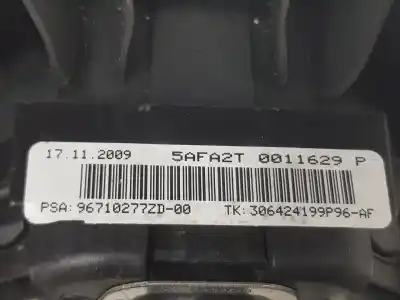 17.11.2009 5AFA2T 0011629 P
PSA: 96710277ZD-00 TK: 306424199P96-AF